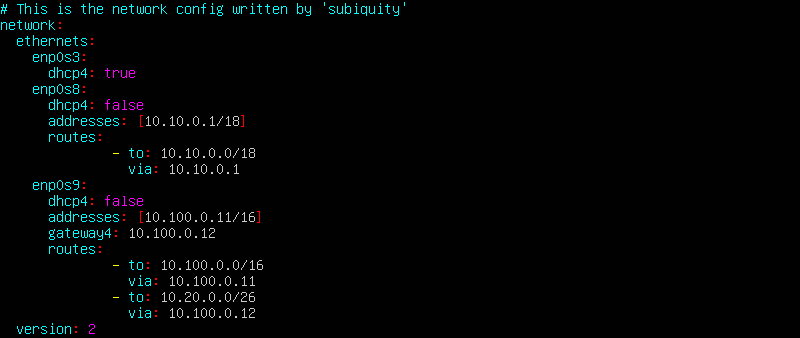 # This is the network config written by 'subiquity'
network:
  ethernets:
    enp0s3:
      dhcp4: true
    enp0s8:
      dhcp4: false
      addresses: [10.10.0.1/18]
      routes:
              - to: 10.10.0.0/18
                via: 10.10.0.1
    enp0s9:
      dhcp4: false
      addresses: [10.100.0.11/16]
      gateway4: 10.100.0.12
      routes:
              - to: 10.100.0.0/16
                via: 10.100.0.11
              - to: 10.20.0.0/26
                via: 10.100.0.12
  version: 2